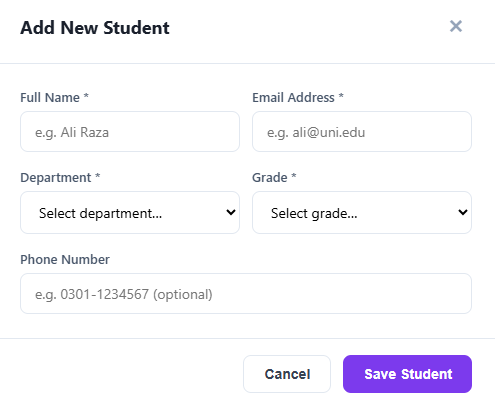 Add New Student ×
Full Name * Email Address *
e.g. Ali Raza e.g. ali@uni.edu
Department * Grade *
Select department... Select grade...
Phone Number
e.g. 0301-1234567 (optional)
Cancel Save Student